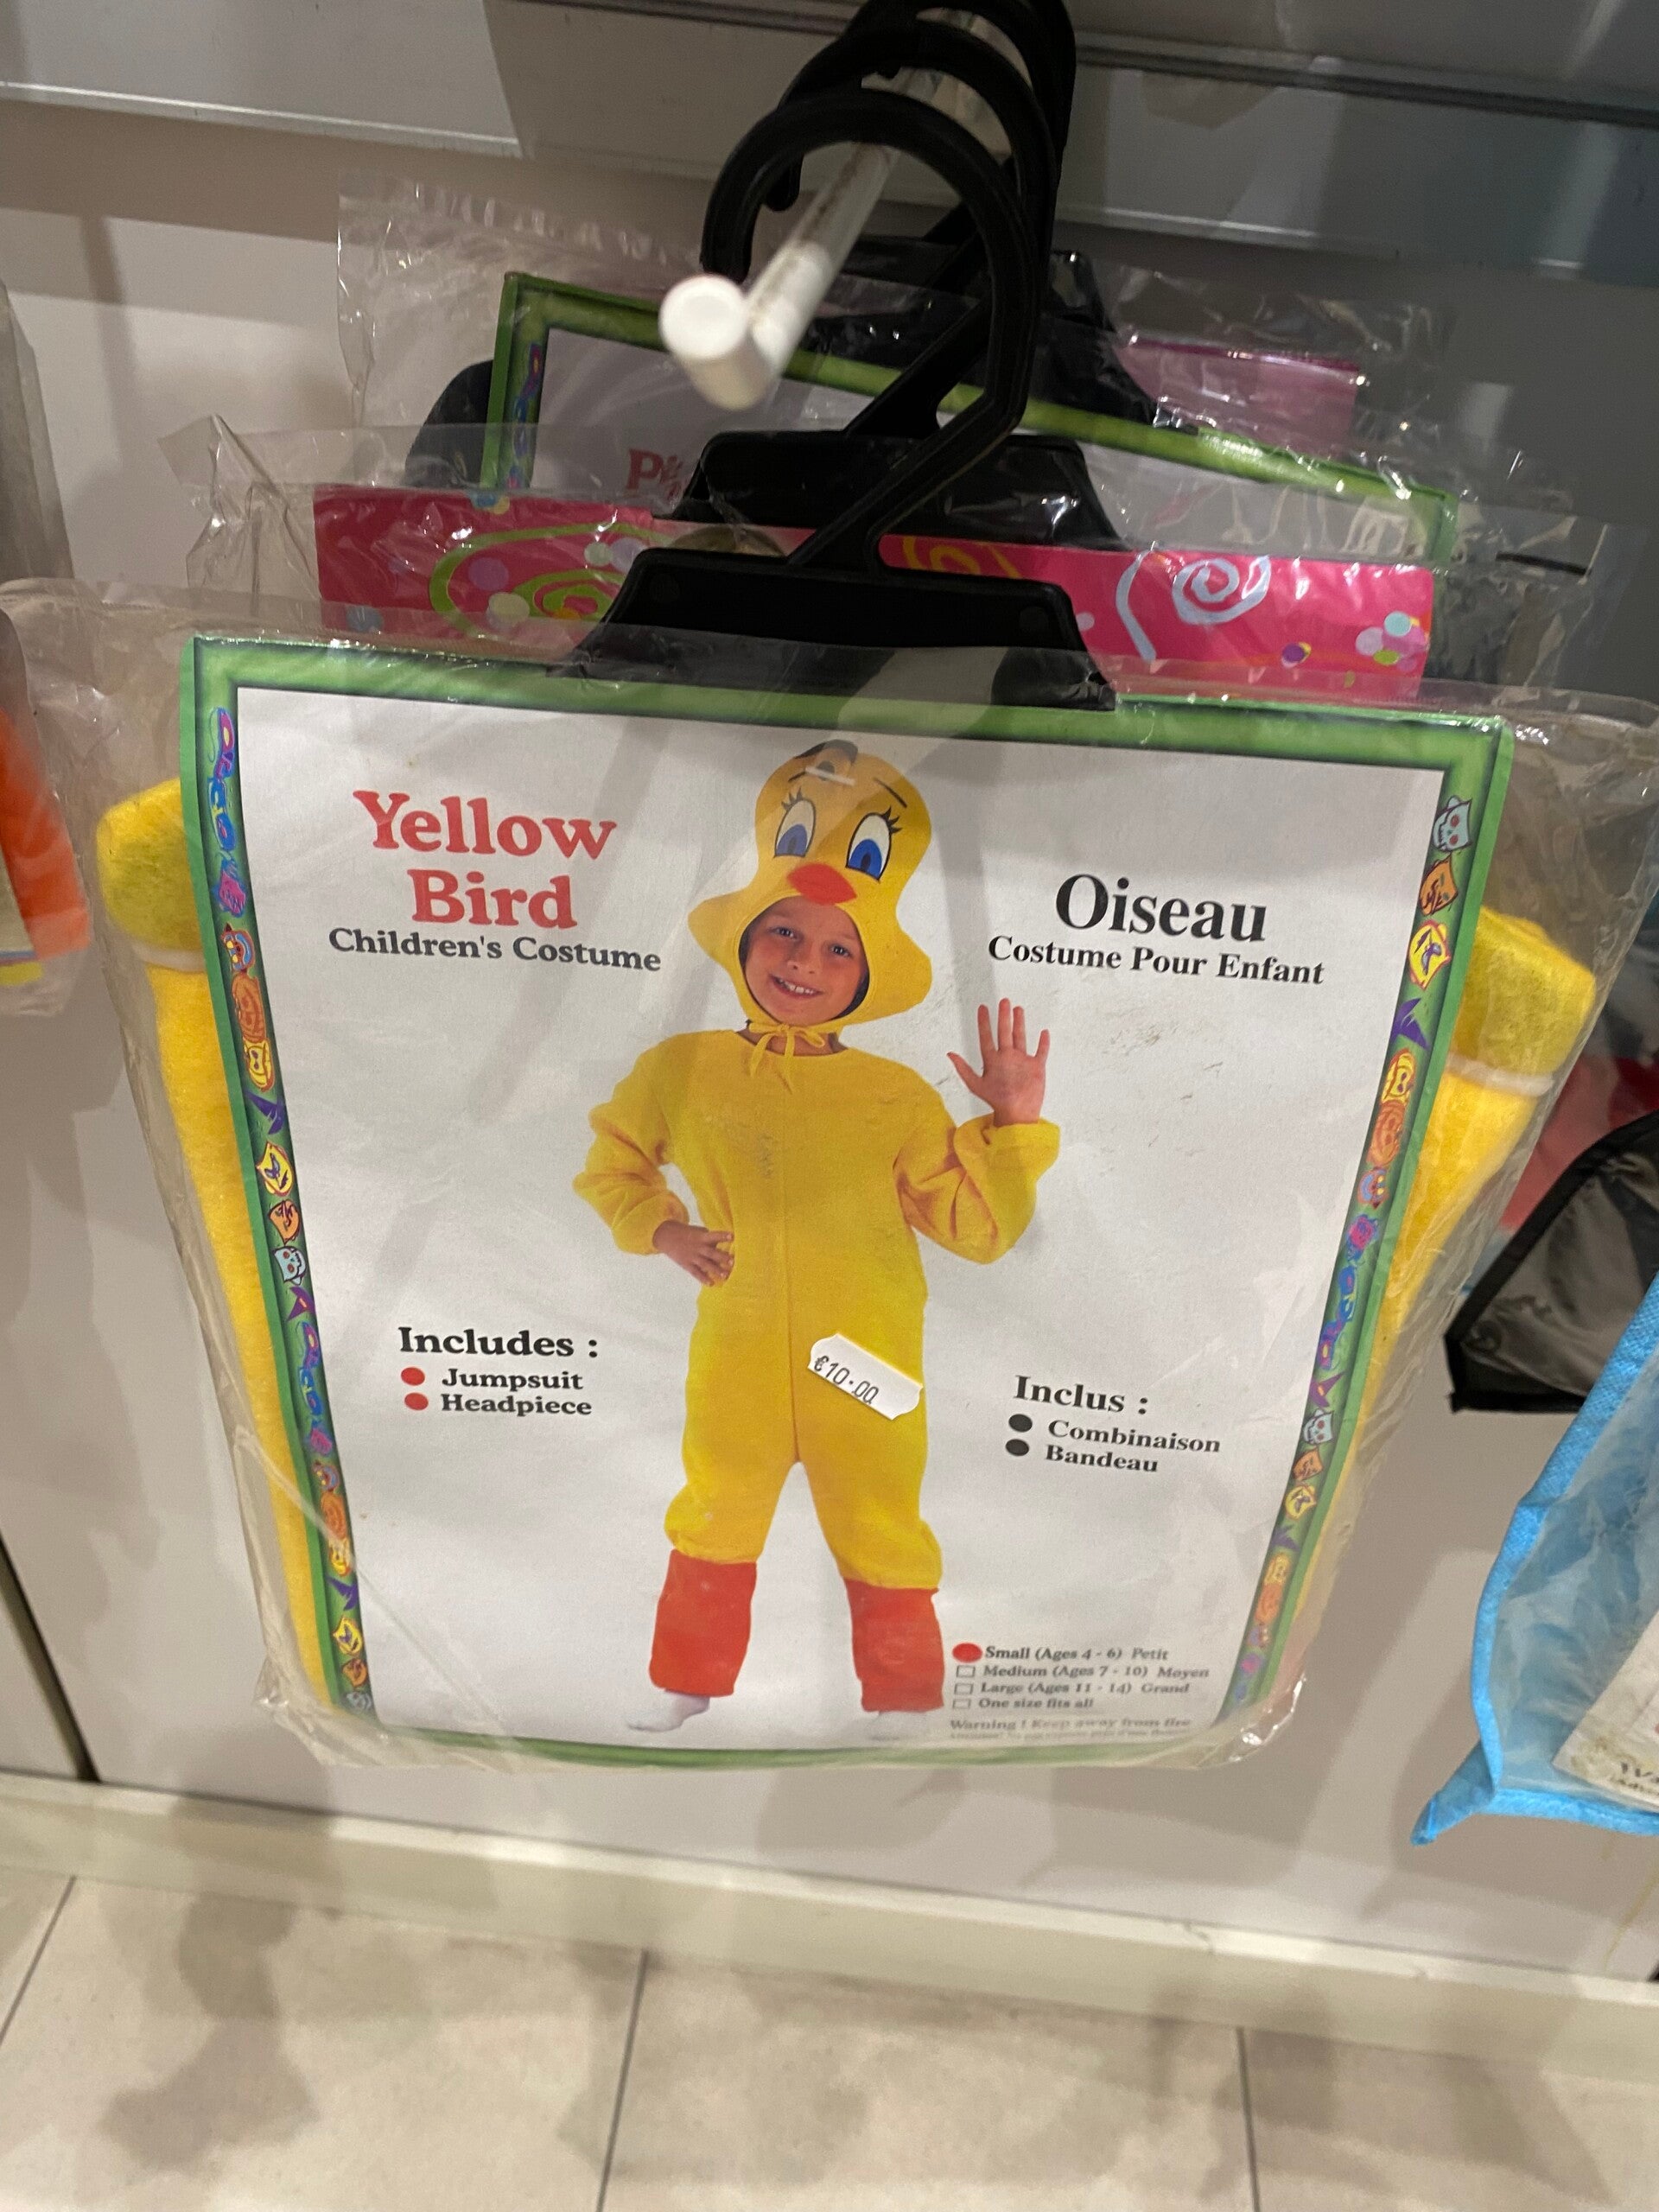 Yellow
Bird
Children's Costume
Oiseau
Costume Pour Enfant
Includes :
Jumpsuit
Headpiece
€10.00
Inclus :
Combinaison
Bandeau
Small (Ages 4 - 6) Petit
Medium (Ages 7 - 10) Moyen
Large (Ages 11 - 14) Grand
One size fits all
Warning ! Keep away from fire